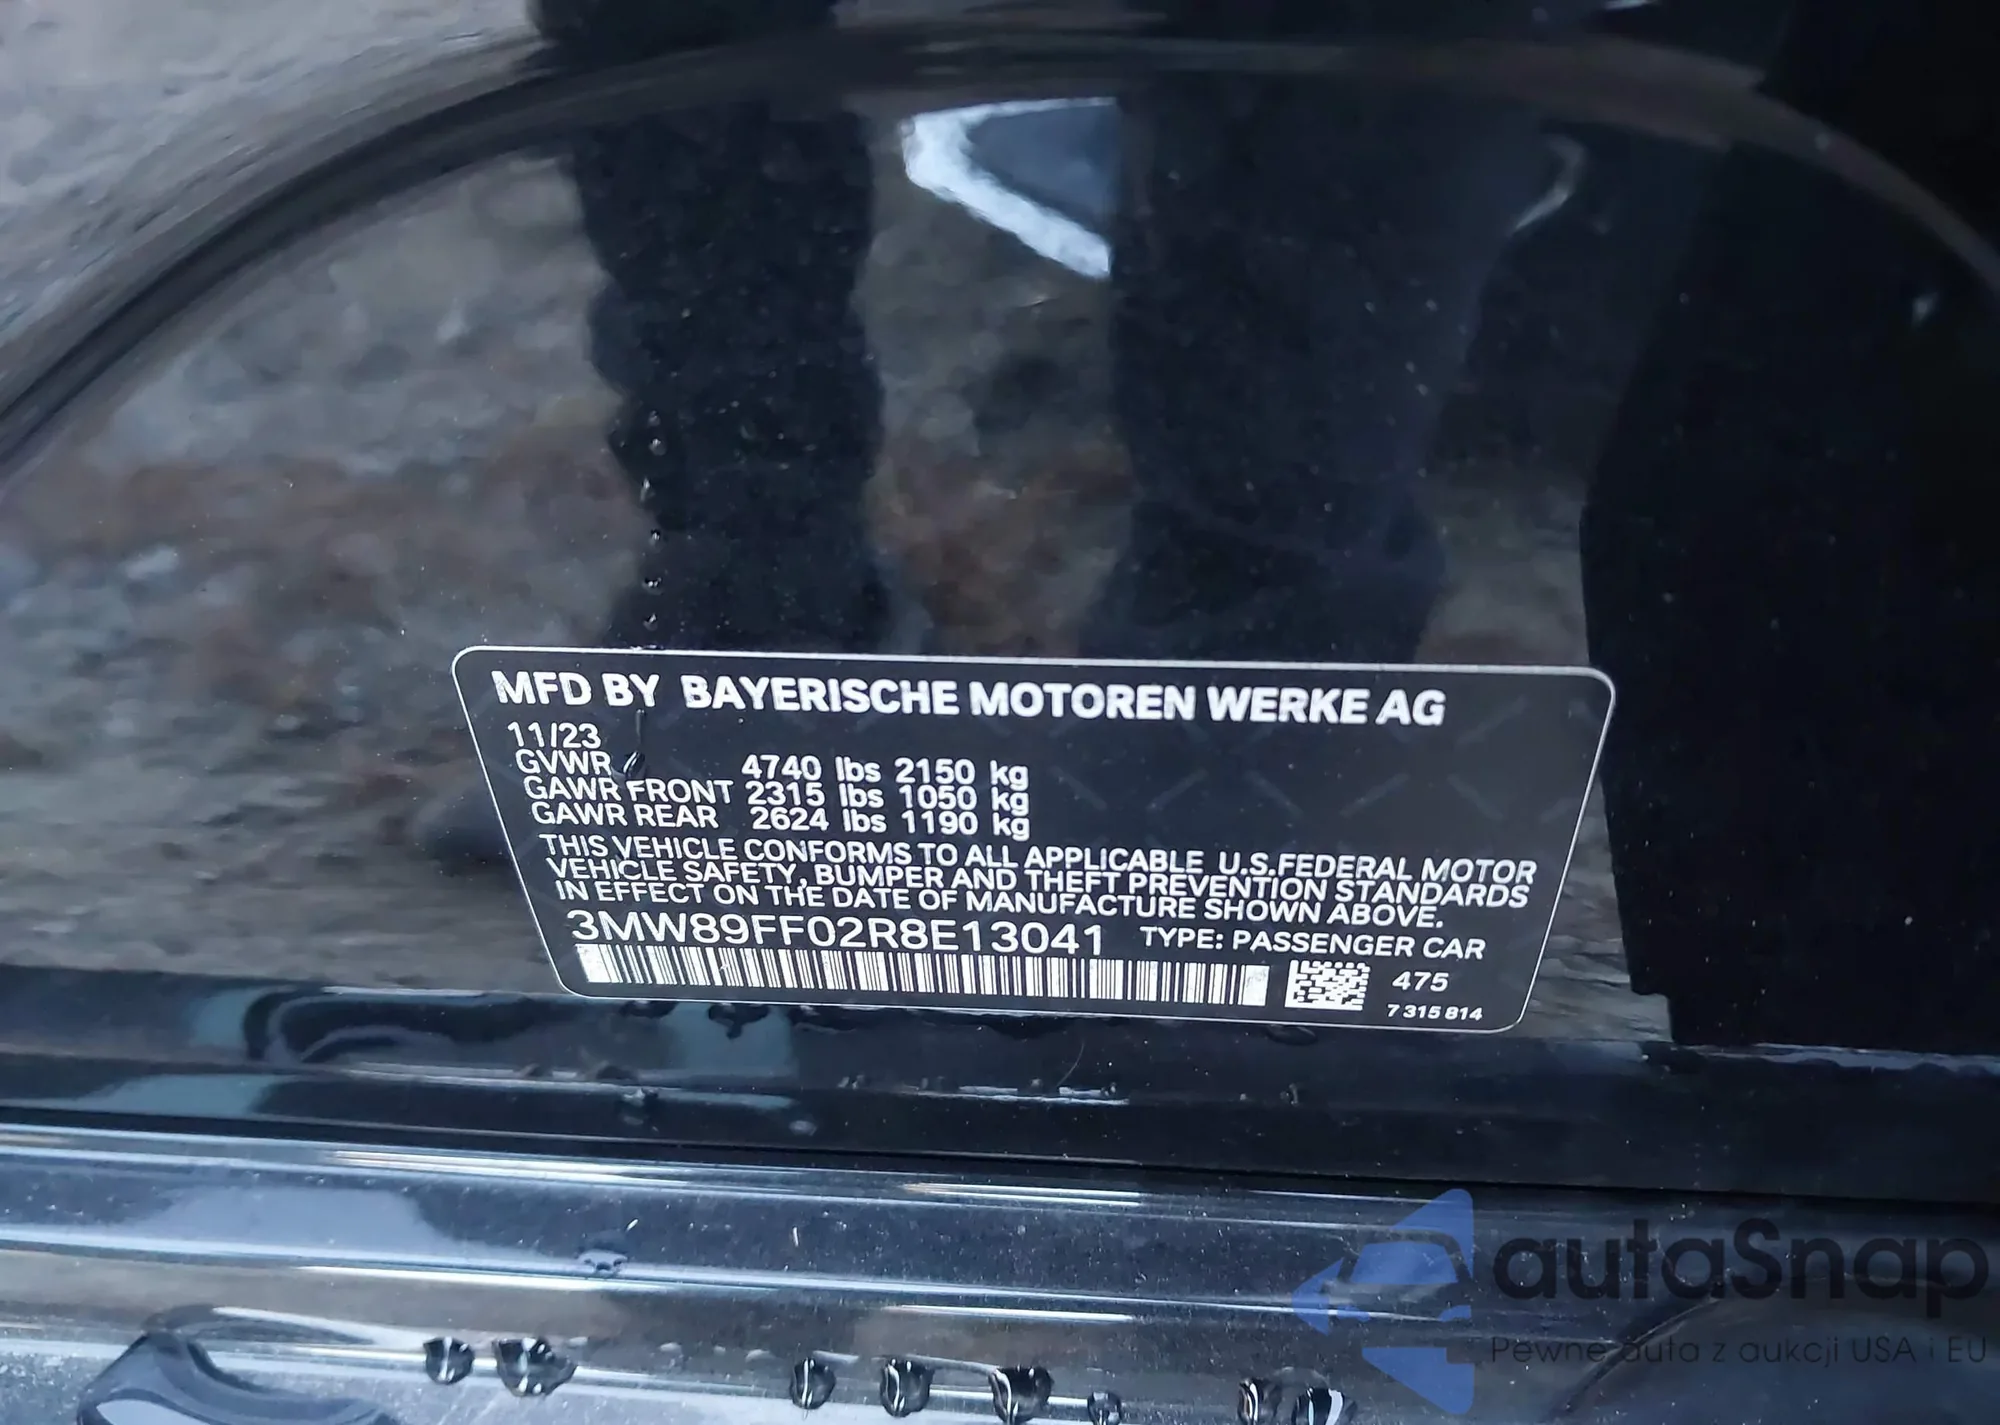 MFD BY BAYERISCHE MOTOREN WERKE AG
11/23
GVWR 4740 lbs 2150 kg
GAWR FRONT 2315 lbs 1050 kg
GAWR REAR 2624 lbs 1190 kg
THIS VEHICLE CONFORMS TO ALL APPLICABLE U.S.FEDERAL MOTOR
VEHICLE SAFETY, BUMPER AND THEFT PREVENTION STANDARDS
IN EFFECT ON THE DATE OF MANUFACTURE SHOWN ABOVE.
3MW89FF02R8E13041 TYPE: PASSENGER CAR
475
7 315 814
autaSnap
Pewne auta z aukcji USA i EU